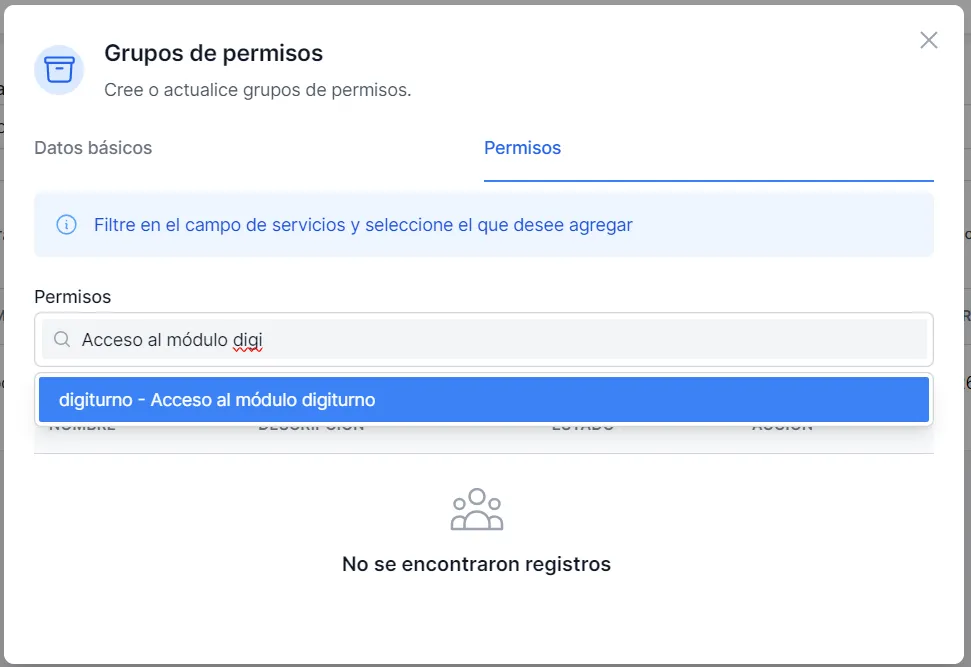 Grupos de permisos
Cree o actualice grupos de permisos.
Datos básicos
Permisos
Filtre en el campo de servicios y seleccione el que desee agregar
Permisos
Acceso al módulo digi
digiturno - Acceso al módulo digiturno
NOMBRE DESCRIPCIÓN ESTADO ACCIÓN
No se encontraron registros